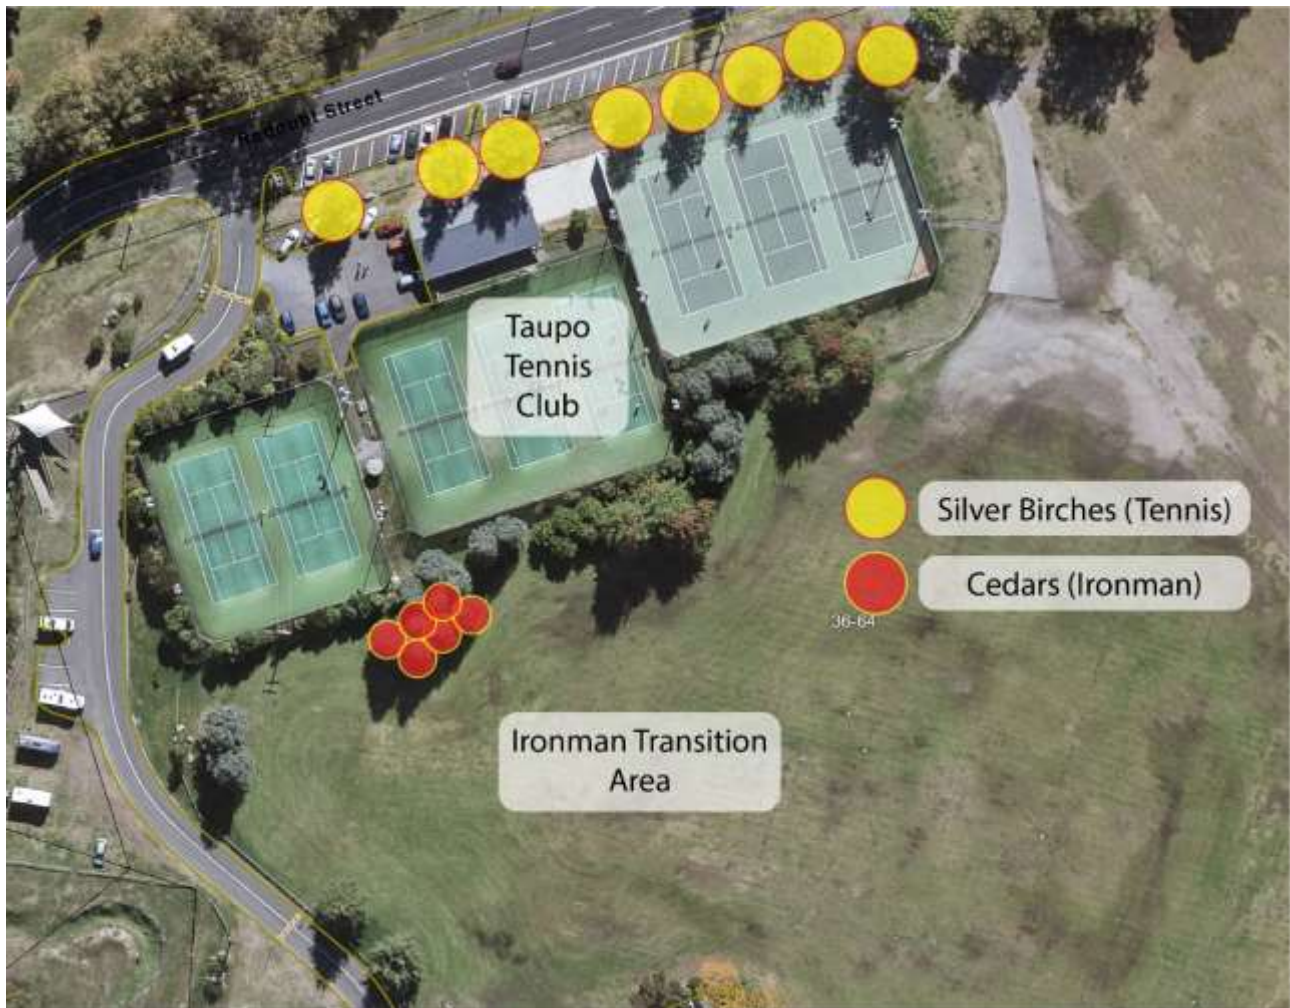 Redoubt Street
Taupo
Tennis
Club
Silver Birches (Tennis)
Cedars (Ironman)
36-64
Ironman Transition
Area